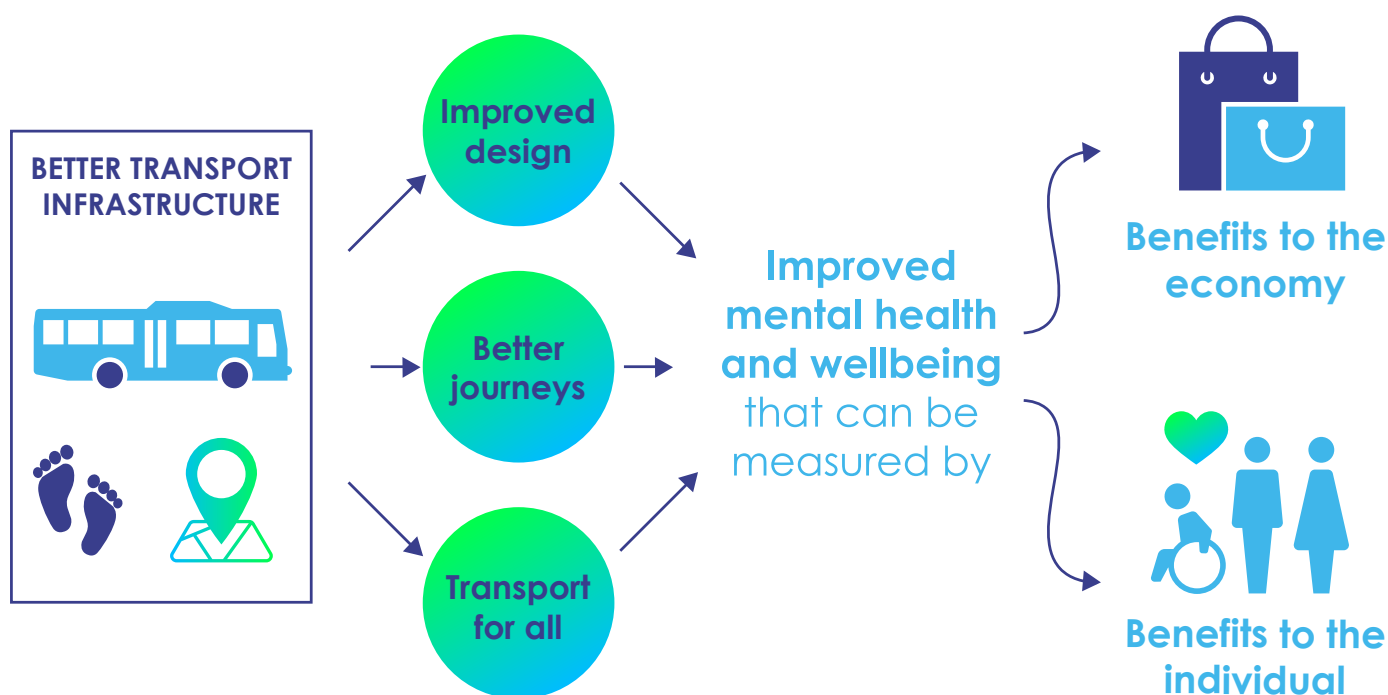 BETTER TRANSPORT
INFRASTRUCTURE
Improved
design
Better
journeys
Transport
for all
Improved
mental health
and wellbeing
that can be
measured by
Benefits to the
economy
Benefits to the
individual